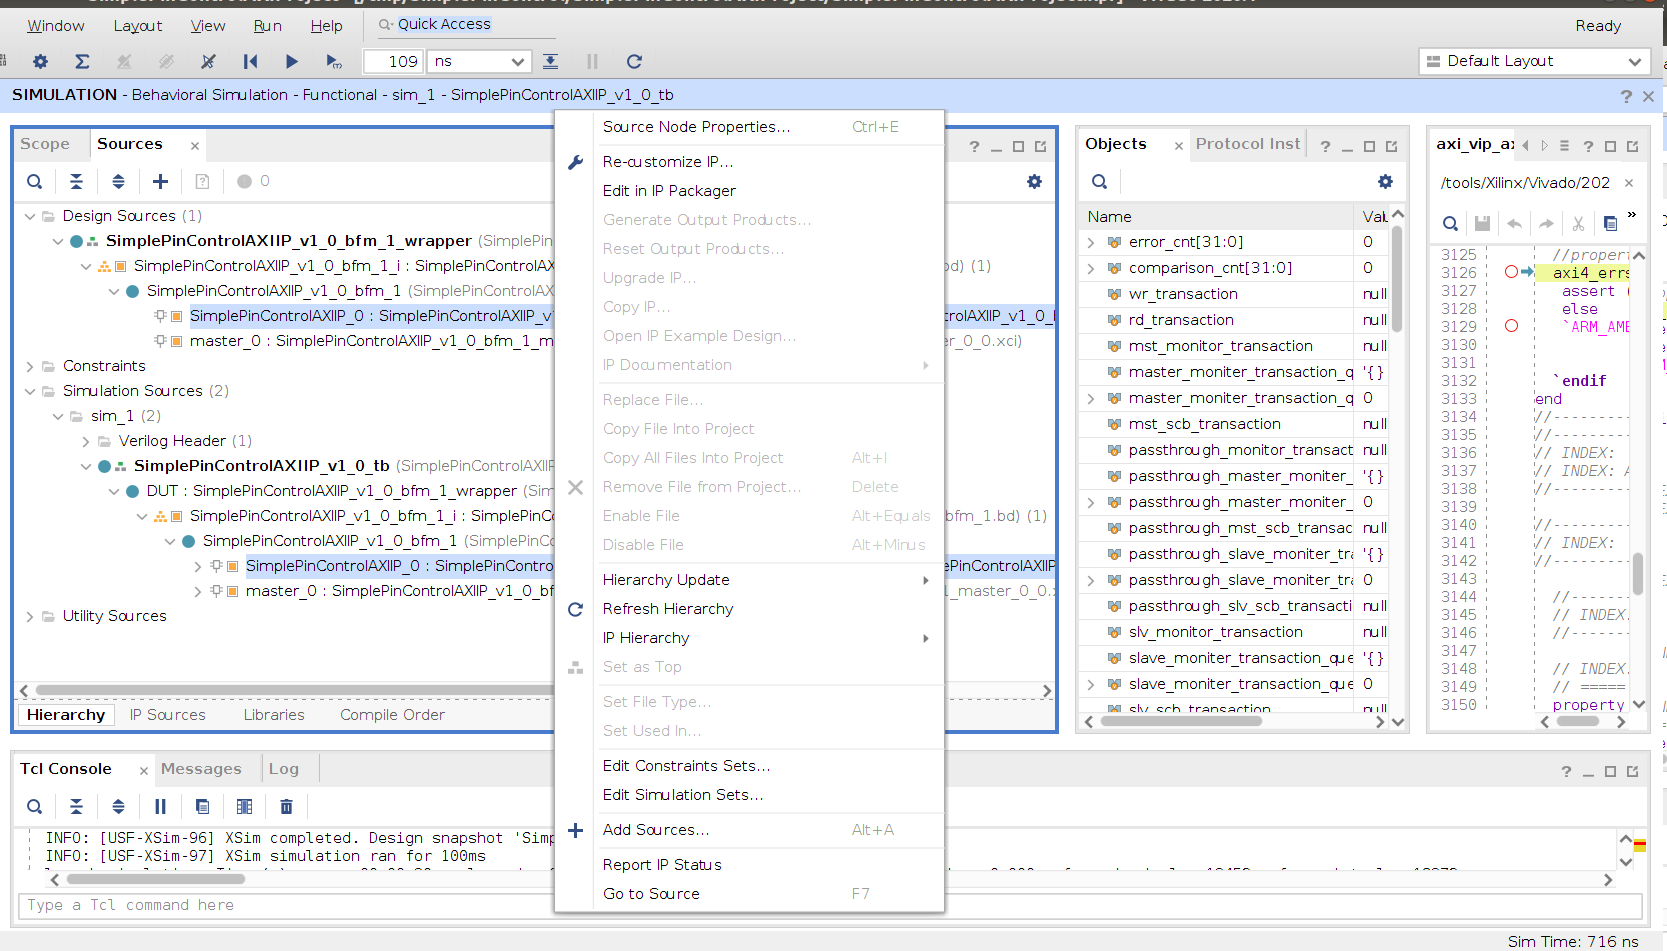 Window Layout View Run Help Quick Access Ready
109 ns Default Layout
SIMULATION - Behavioral Simulation - Functional - sim_1 - SimplePinControlAXIIP_v1_0_tb
Scope Sources
0
Design Sources (1)
SimplePinControlAXIIP_v1_0_bfm_1_wrapper (SimplePin
SimplePinControlAXIIP_v1_0_bfm_1_i : SimplePinControlAX bd) (1)
SimplePinControlAXIIP_v1_0_bfm_1 (SimplePinControlA
SimplePinControlAXIIP_0 : SimplePinControlAXIIP_v1 ntrolAXIIP_v1_0_
master_0 : SimplePinControlAXIIP_v1_0_bfm_1_m er_0_0.xci)
Constraints
Simulation Sources (2)
sim_1 (2)
Verilog Header (1)
SimplePinControlAXIIP_v1_0_tb (SimplePinControlAXIIP
DUT : SimplePinControlAXIIP_v1_0_bfm_1_wrapper (Sim
SimplePinControlAXIIP_v1_0_bfm_1_i : SimplePinCo bfm_1.bd) (1)
SimplePinControlAXIIP_v1_0_bfm_1 (SimplePinCo
SimplePinControlAXIIP_0 : SimplePinContro ePinControlAXIIP
master_0 : SimplePinControlAXIIP_v1_0_bf 1_master_0_0.x
Utility Sources
Hierarchy IP Sources Libraries Compile Order
Source Node Properties... Ctrl+E
Re-customize IP...
Edit in IP Packager
Generate Output Products...
Reset Output Products...
Upgrade IP...
Copy IP...
Open IP Example Design...
IP Documentation
Replace File...
Copy File Into Project
Copy All Files Into Project Alt+I
Remove File from Project... Delete
Enable File Alt+Equals
Disable File Alt+Minus
Hierarchy Update
Refresh Hierarchy
IP Hierarchy
Set as Top
Set File Type...
Set Used In...
Edit Constraints Sets...
Edit Simulation Sets...
Add Sources... Alt+A
Report IP Status
Go to Source F7
Objects Protocol Inst
Name Val
error_cnt[31:0] 0
comparison_cnt[31:0] 0
wr_transaction null
rd_transaction null
mst_monitor_transaction null
master_moniter_transaction_q '{}
master_moniter_transaction_q 0
mst_scb_transaction null
passthrough_monitor_transact null
passthrough_master_moniter_ '{}
passthrough_master_moniter_ 0
passthrough_mst_scb_transac null
passthrough_slave_moniter_tra '{}
passthrough_slave_moniter_tra 0
passthrough_slv_scb_transacti null
slv_monitor_transaction null
slave_moniter_transaction_que '{}
slave_moniter_transaction_que 0
slv_scb_transaction null
axi_vip_ax
/tools/Xilinx/Vivado/202
3125 //propert
3126 axi4_errs
3127 assert (
3128 else
3129 `ARM_AMB
3130
3131
3132 `endif
3133 end
3134 //----------
3135 //----------
3136 // INDEX:
3137 // INDEX: A
3138 //----------
3139
3140 //----------
3141 // INDEX:
3142 //----------
3143
3144 //-------
3145 // INDEX.
3146 //-------
3147
3148 // INDEX.
3149 // =====
3150 property
Tcl Console Messages Log
INFO: [USF-XSim-96] XSim completed. Design snapshot 'Simp
INFO: [USF-XSim-97] XSim simulation ran for 100ms
Type a Tcl command here
Sim Time: 716 ns